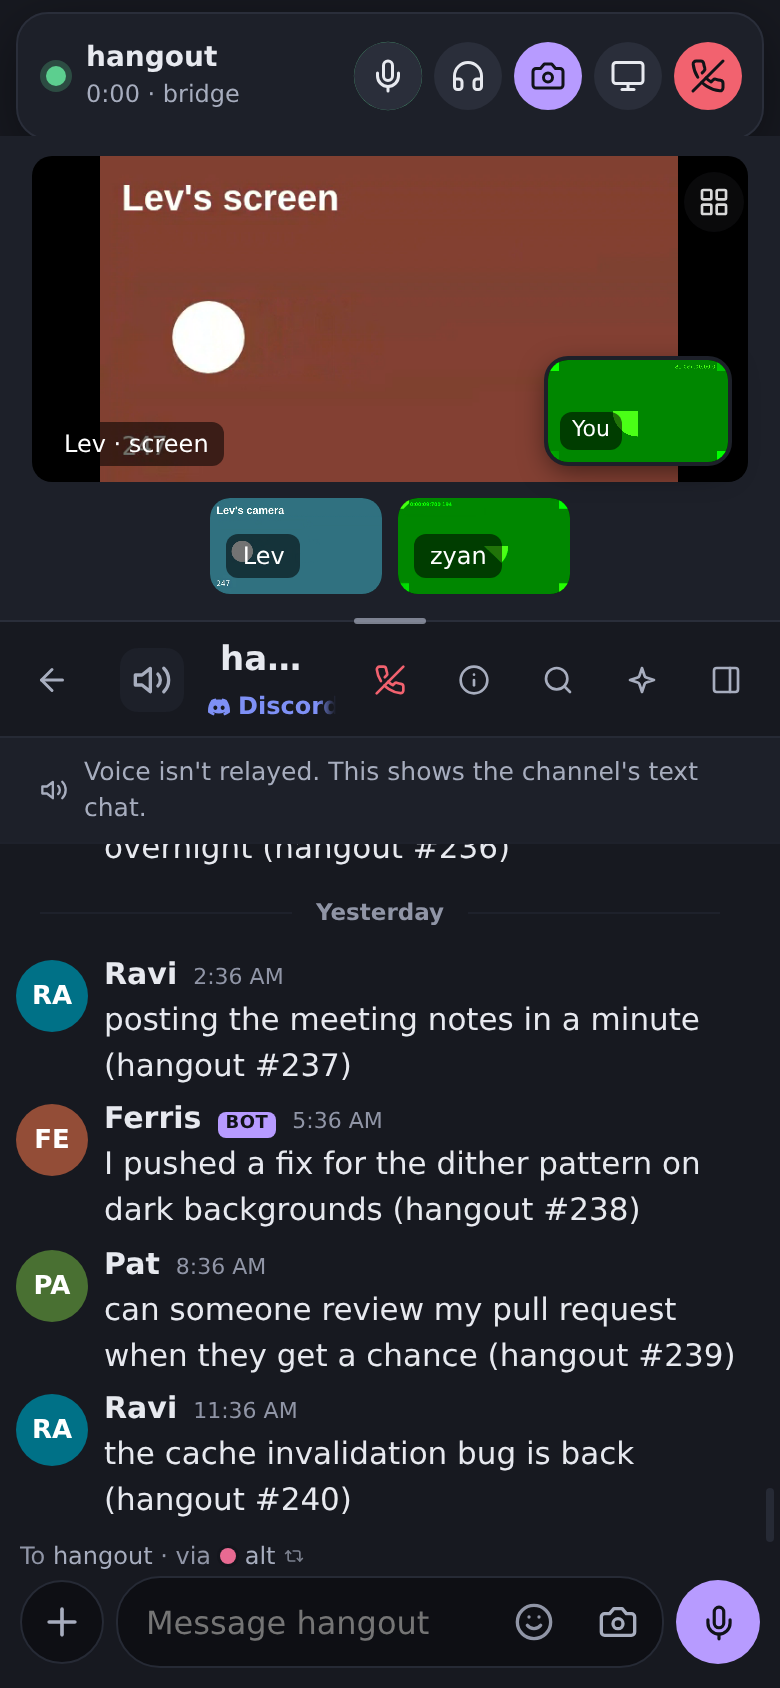 hangout
0:00 · bridge
Lev's screen
Lev · screen
You
Lev's camera
Lev
247
zyan
ha…
Discord
Voice isn't relayed. This shows the channel's text
chat.
overnight (hangout #236)
Yesterday
RA
Ravi 2:36 AM
posting the meeting notes in a minute
(hangout #237)
FE
Ferris BOT 5:36 AM
I pushed a fix for the dither pattern on
dark backgrounds (hangout #238)
PA
Pat 8:36 AM
can someone review my pull request
when they get a chance (hangout #239)
RA
Ravi 11:36 AM
the cache invalidation bug is back
(hangout #240)
To hangout · via alt
Message hangout